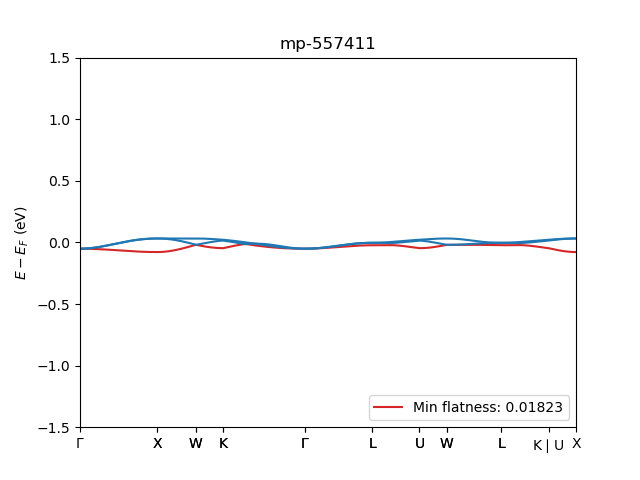 mp-557411
1.5
1.0
0.5
0.0
−0.5
−1.0
−1.5
E − E_F (eV)
Min flatness: 0.01823
Γ X W K Γ L U W L K | U X